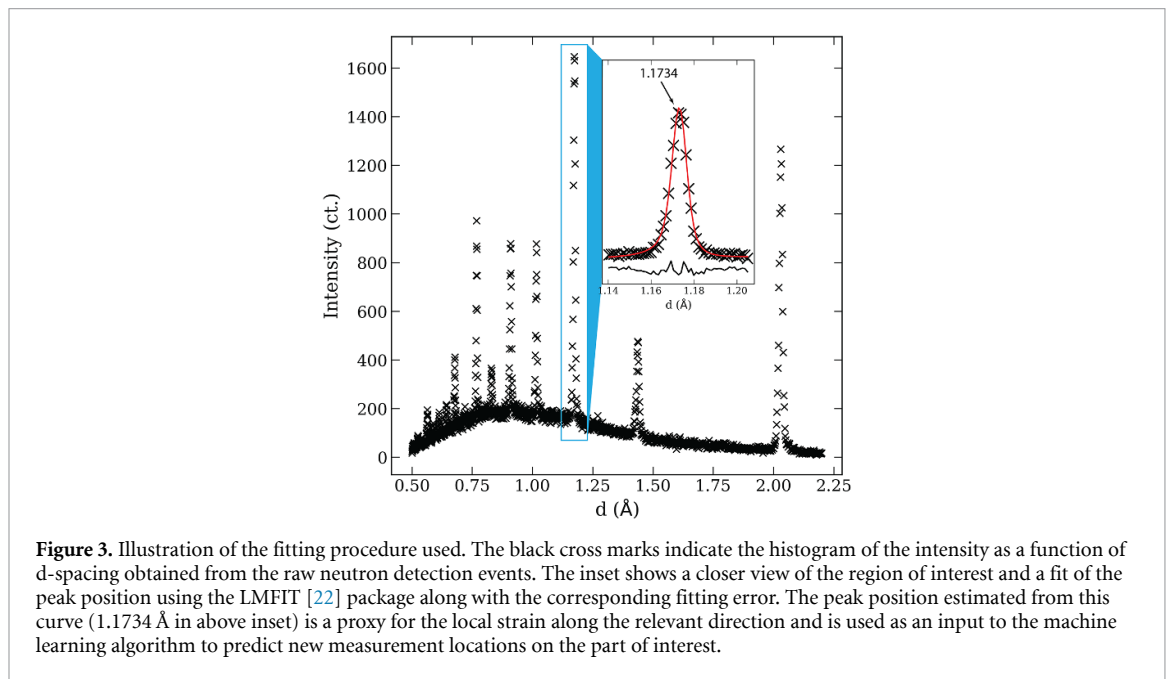 1600
1400
1200
1000
800
600
400
200
0
Intensity (ct.)
0.50 0.75 1.00 1.25 1.50 1.75 2.00 2.25
d (Å)
1.1734
1.14 1.16 1.18 1.20
d (Å)
Figure 3. Illustration of the fitting procedure used. The black cross marks indicate the histogram of the intensity as a function of
d-spacing obtained from the raw neutron detection events. The inset shows a closer view of the region of interest and a fit of the
peak position using the LMFIT [22] package along with the corresponding fitting error. The peak position estimated from this
curve (1.1734 Å in above inset) is a proxy for the local strain along the relevant direction and is used as an input to the machine
learning algorithm to predict new measurement locations on the part of interest.